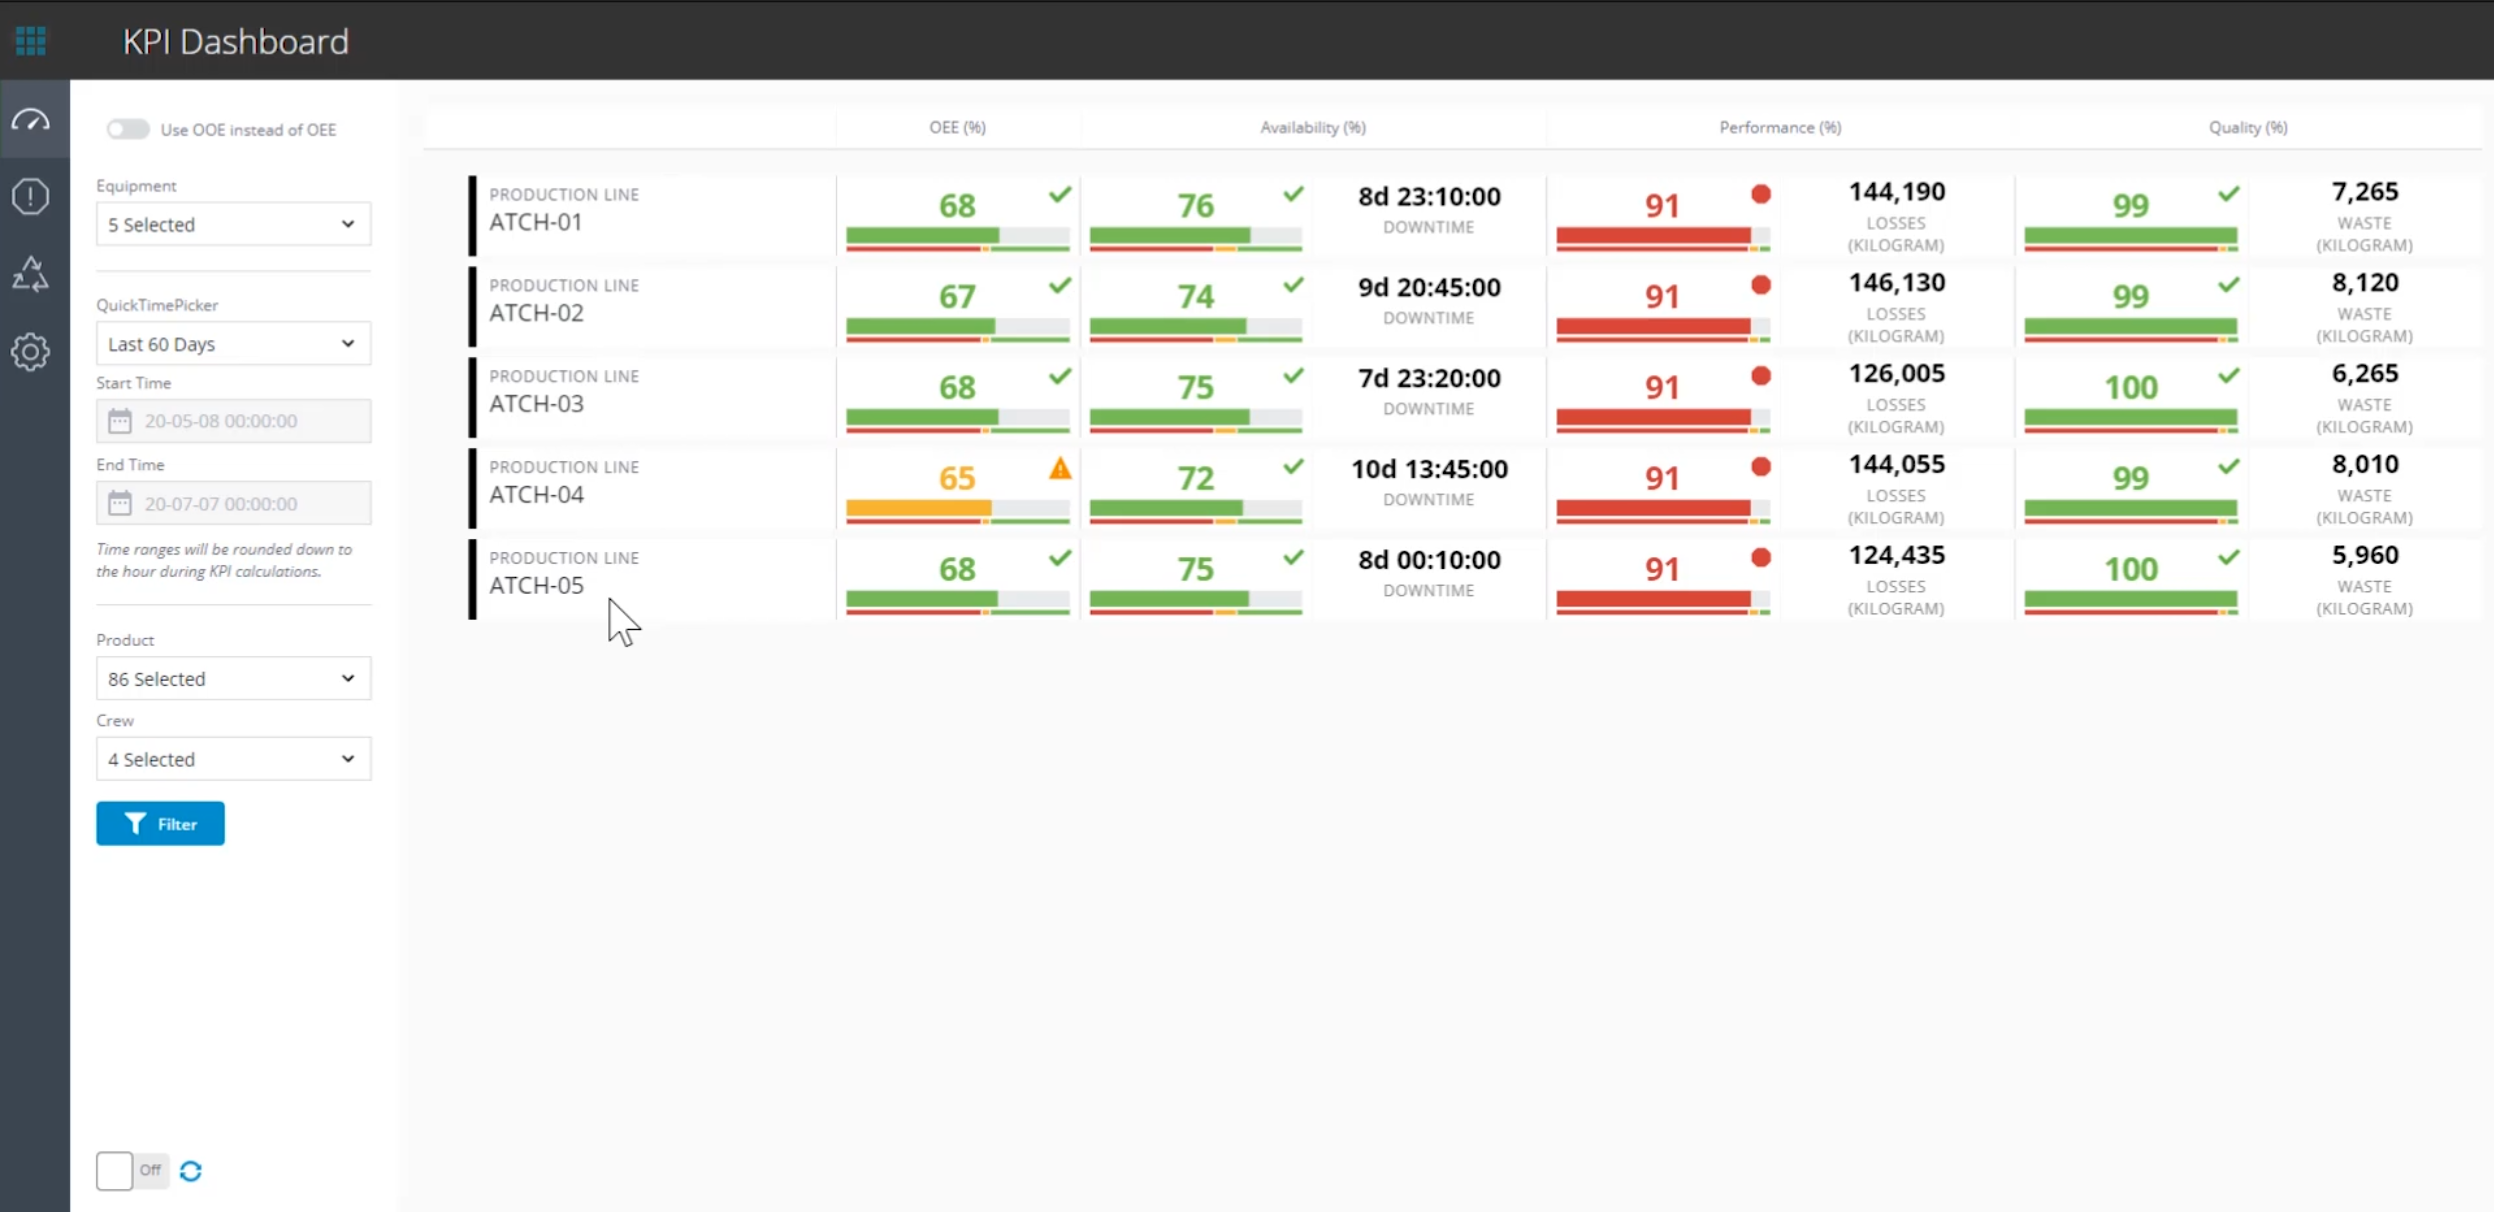 KPI Dashboard
Use OOE instead of OEE
Equipment
5 Selected
QuickTimePicker
Last 60 Days
Start Time
20-05-08 00:00:00
End Time
20-07-07 00:00:00
Time ranges will be rounded down to
the hour during KPI calculations.
Product
86 Selected
Crew
4 Selected
Filter
Off
OEE (%) Availability (%) Performance (%) Quality (%)
PRODUCTION LINE
ATCH-01
68 76 8d 23:10:00 91 144,190 99 7,265
DOWNTIME LOSSES WASTE
(KILOGRAM) (KILOGRAM)
PRODUCTION LINE
ATCH-02
67 74 9d 20:45:00 91 146,130 99 8,120
DOWNTIME LOSSES WASTE
(KILOGRAM) (KILOGRAM)
PRODUCTION LINE
ATCH-03
68 75 7d 23:20:00 91 126,005 100 6,265
DOWNTIME LOSSES WASTE
(KILOGRAM) (KILOGRAM)
PRODUCTION LINE
ATCH-04
65 72 10d 13:45:00 91 144,055 99 8,010
DOWNTIME LOSSES WASTE
(KILOGRAM) (KILOGRAM)
PRODUCTION LINE
ATCH-05
68 75 8d 00:10:00 91 124,435 100 5,960
DOWNTIME LOSSES WASTE
(KILOGRAM) (KILOGRAM)